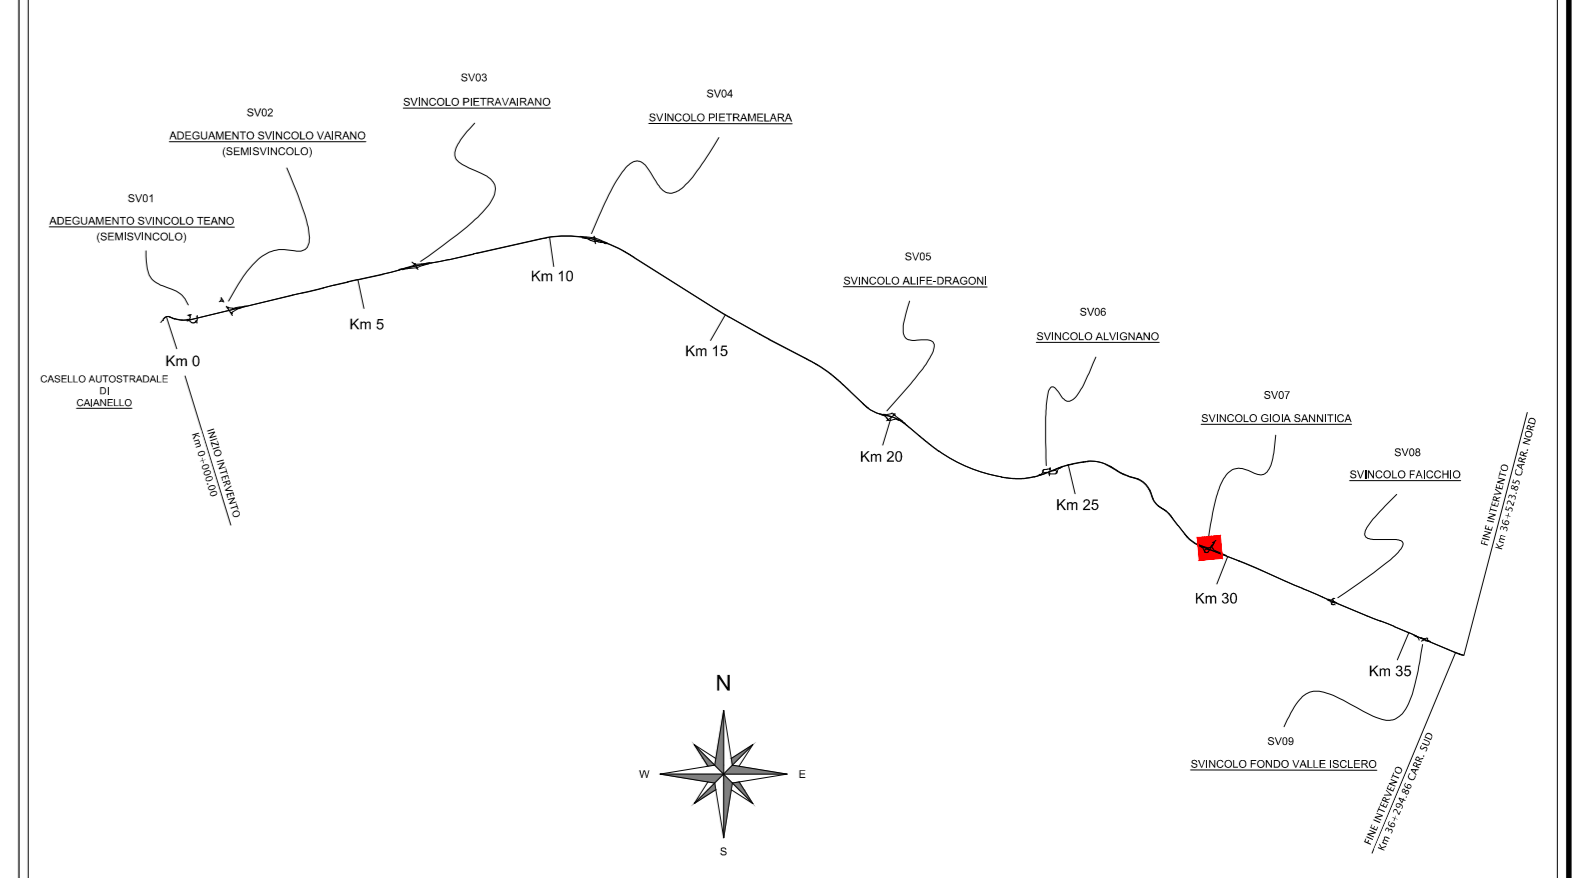 SV03
SVINCOLO PIETRAVAIRANO
SV04
SVINCOLO PIETRAMELARA
SV02
ADEGUAMENTO SVINCOLO VAIRANO
(SEMISVINCOLO)
SV01
ADEGUAMENTO SVINCOLO TEANO
(SEMISVINCOLO)
SV05
SVINCOLO ALIFE-DRAGONI
SV06
SVINCOLO ALVIGNANO
SV07
SVINCOLO GIOIA SANNITICA
SV08
SVINCOLO FAICCHIO
Km 0
Km 5
Km 10
Km 15
Km 20
Km 25
Km 30
Km 35
CASELLO AUTOSTRADALE
DI
CAIANELLO
INIZIO INTERVENTO
Km 0+000.00
FINE INTERVENTO
Km 36+523.85 CARR. NORD
SV09
SVINCOLO FONDO VALLE ISCLERO
FINE INTERVENTO
Km 36+294.86 CARR. SUD
N
W
E
S